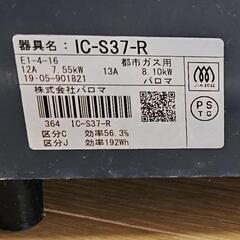 器具名：IC-S37-R
E1-4-16 都市ガス用
12A 7.55kW 13A 8.10kW
19·05-901821 パロマ
株式会社パロマ
364 IC-S37-R
区分C 効率56.3%
区分J 効率192Wh
PS
TC